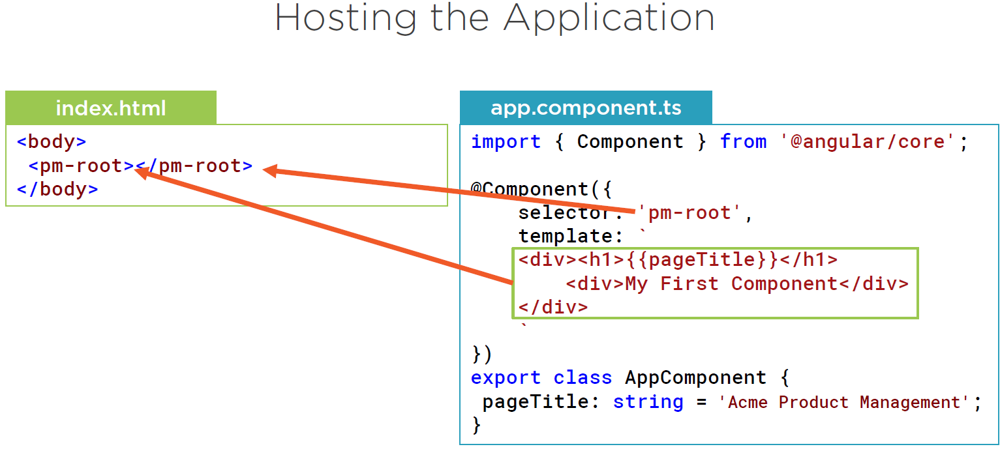 Hosting the Application
index.html
<body>
<pm-root></pm-root>
</body>
app.component.ts
import { Component } from '@angular/core';
@Component({
selector: 'pm-root',
template: `
<div><h1>{{pageTitle}}</h1>
<div>My First Component</div>
</div>
`
})
export class AppComponent {
pageTitle: string = 'Acme Product Management';
}